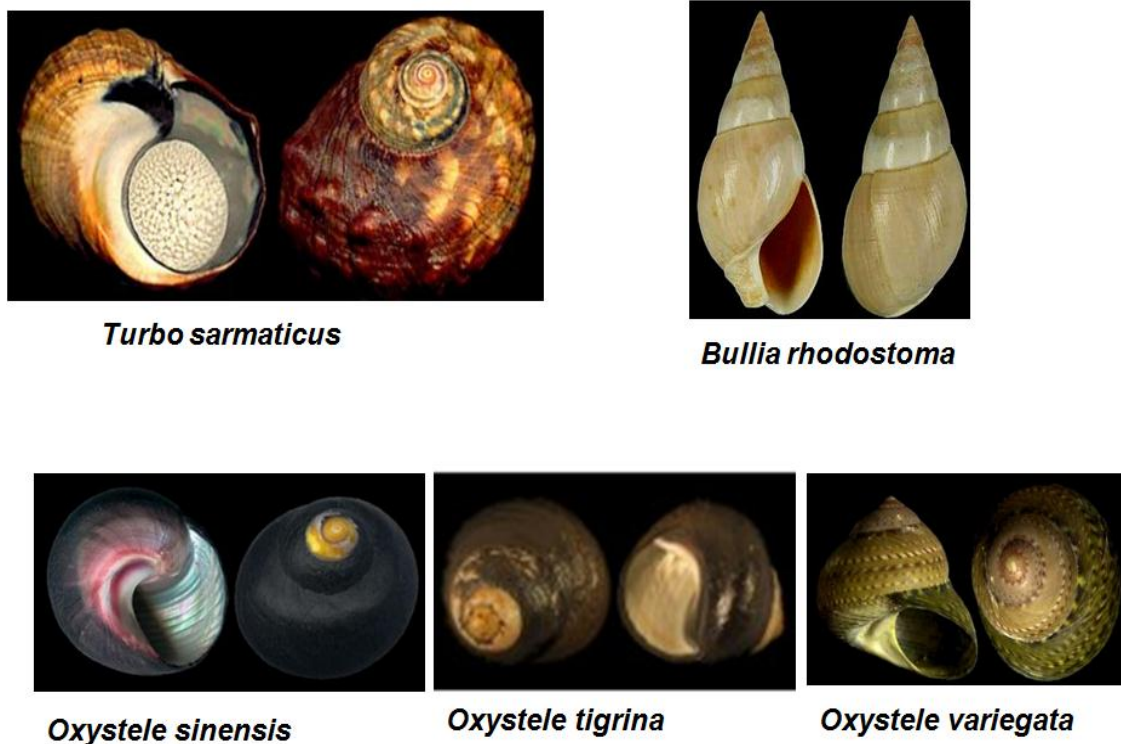 Turbo sarmaticus
Bullia rhodostoma
Oxystele sinensis
Oxystele tigrina
Oxystele variegata